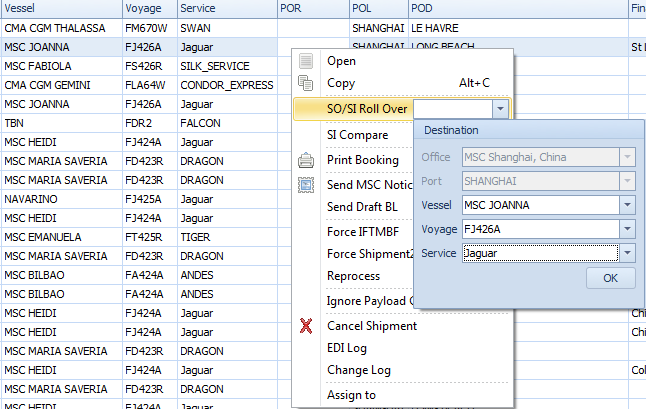 Vessel Voyage Service POR POL POD Fin
CMA CGM THALASSA FM670W SWAN SHANGHAI LE HAVRE
MSC JOANNA FJ426A Jaguar SHANGHAI LONG BEACH St L
MSC FABIOLA FS426R SILK_SERVICE
CMA CGM GEMINI FLA64W CONDOR_EXPRESS
MSC JOANNA FJ426A Jaguar
TBN FDR2 FALCON
MSC HEIDI FJ424A Jaguar
MSC MARIA SAVERIA FD423R DRAGON
MSC MARIA SAVERIA FD423R DRAGON
NAVARINO FJ425A Jaguar
MSC HEIDI FJ424A Jaguar
MSC EMANUELA FT425R TIGER
MSC MARIA SAVERIA FD423R DRAGON
MSC BILBAO FA424A ANDES
MSC BILBAO FA424A ANDES
MSC HEIDI FJ424A Jaguar Chi
MSC HEIDI FJ424A Jaguar Chi
MSC MARIA SAVERIA FD423R DRAGON
MSC HEIDI FJ424A Jaguar Col
MSC MARIA SAVERIA FD423R DRAGON
Open
Copy Alt+C
SO/SI Roll Over
SI Compare
Print Booking
Send MSC Notic
Send Draft BL
Force IFTMBF
Force Shipment2
Reprocess
Ignore Payload
Cancel Shipment
EDI Log
Change Log
Assign to
Destination
Office MSC Shanghai, China
Port SHANGHAI
Vessel MSC JOANNA
Voyage FJ426A
Service Jaguar
OK